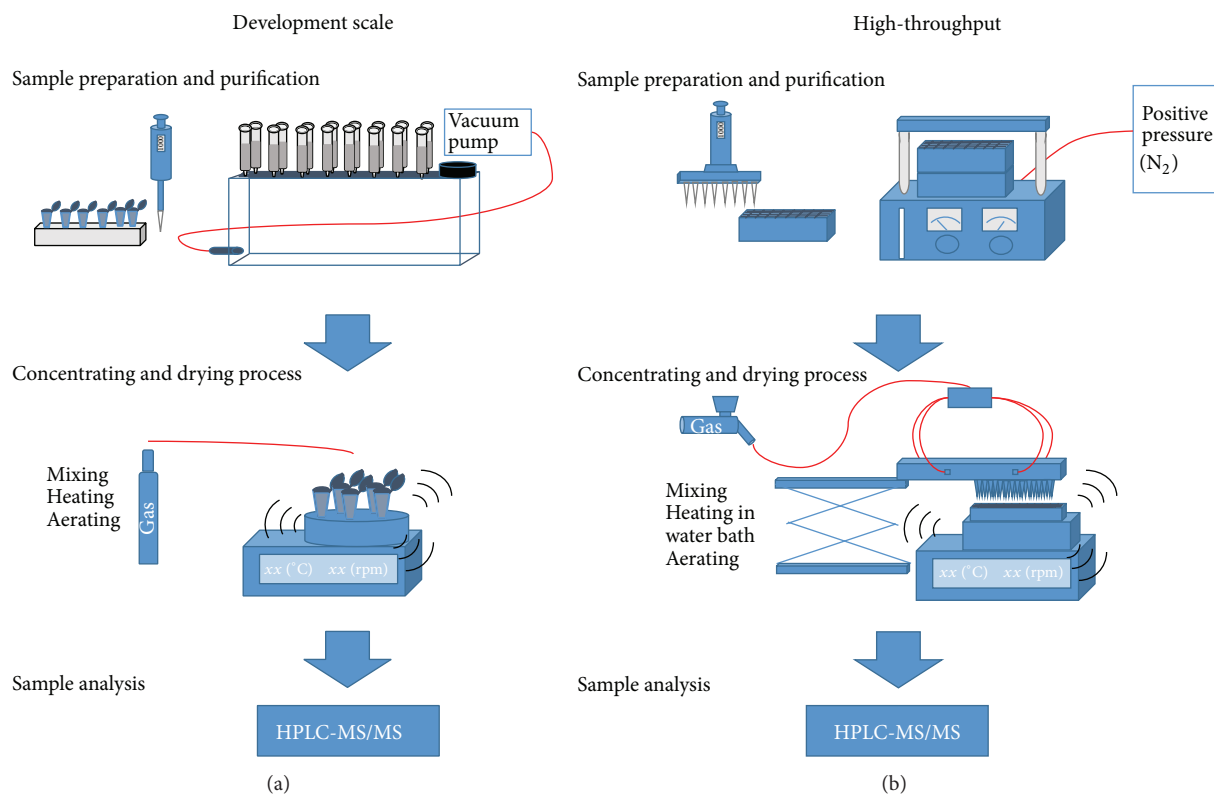 Development scale
Sample preparation and purification
Vacuum
pump
Concentrating and drying process
Mixing
Heating
Aerating
Gas
xx (°C) xx (rpm)
Sample analysis
HPLC-MS/MS
(a)
High-throughput
Sample preparation and purification
Positive
pressure
(N₂)
Concentrating and drying process
Gas
Mixing
Heating in
water bath
Aerating
xx (°C) xx (rpm)
Sample analysis
HPLC-MS/MS
(b)